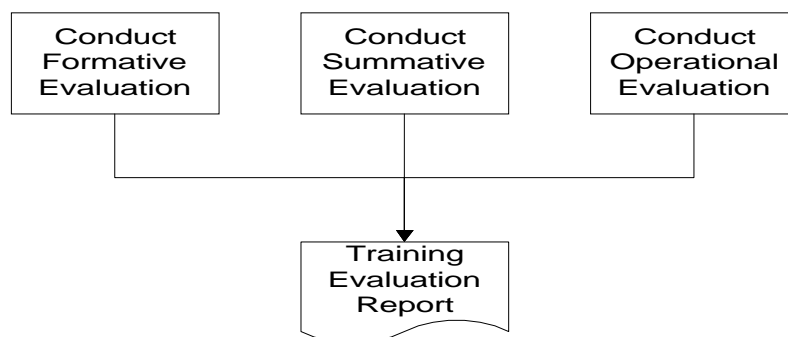 Conduct
Formative
Evaluation
Conduct
Summative
Evaluation
Conduct
Operational
Evaluation
Training
Evaluation
Report